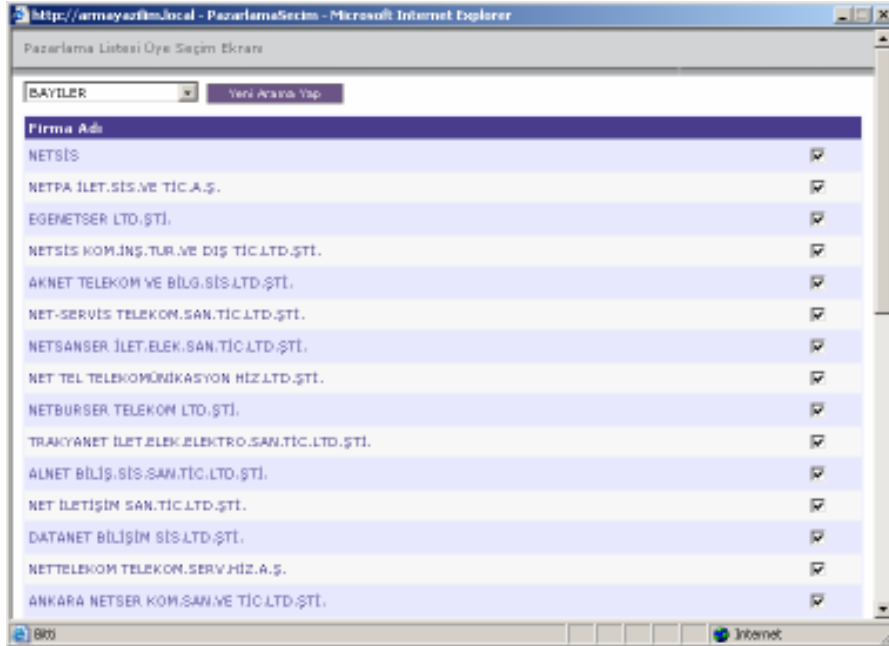 http://armayazilim.local - PazarlamaSecim - Microsoft Internet Explorer
Pazarlama Listesi Üye Seçim Ekranı
BAYILER Yeni Arama Yap
Firma Adı
NETSİS
NETPA İLET.SİS.VE TİC.A.Ş.
EGENETSER LTD.ŞTİ.
NETSİS KOM.İNŞ.TUR.VE DIŞ TİC.LTD.ŞTİ.
AKNET TELEKOM VE BİLG.SİS.LTD.ŞTİ.
NET-SERVİS TELEKOM.SAN.TİC.LTD.ŞTİ.
NETSANSER İLET.ELEK.SAN.TİC.LTD.ŞTİ.
NET TEL TELEKOMÜNİKASYON HİZ.LTD.ŞTİ.
NETBURSER TELEKOM LTD.ŞTİ.
TRAKYANET İLET.ELEK.ELEKTRO.SAN.TİC.LTD.ŞTİ.
ALNET BİLİŞ.SİS.SAN.TİC.LTD.ŞTİ.
NET İLETİŞİM SAN.TİC.LTD.ŞTİ.
DATANET BİLİŞİM SİS.LTD.ŞTİ.
NETTELEKOM TELEKOM.SERV.HİZ.A.Ş.
ANKARA NETSER KOM.SAN.VE TİC.LTD.ŞTİ.
Bitti Internet